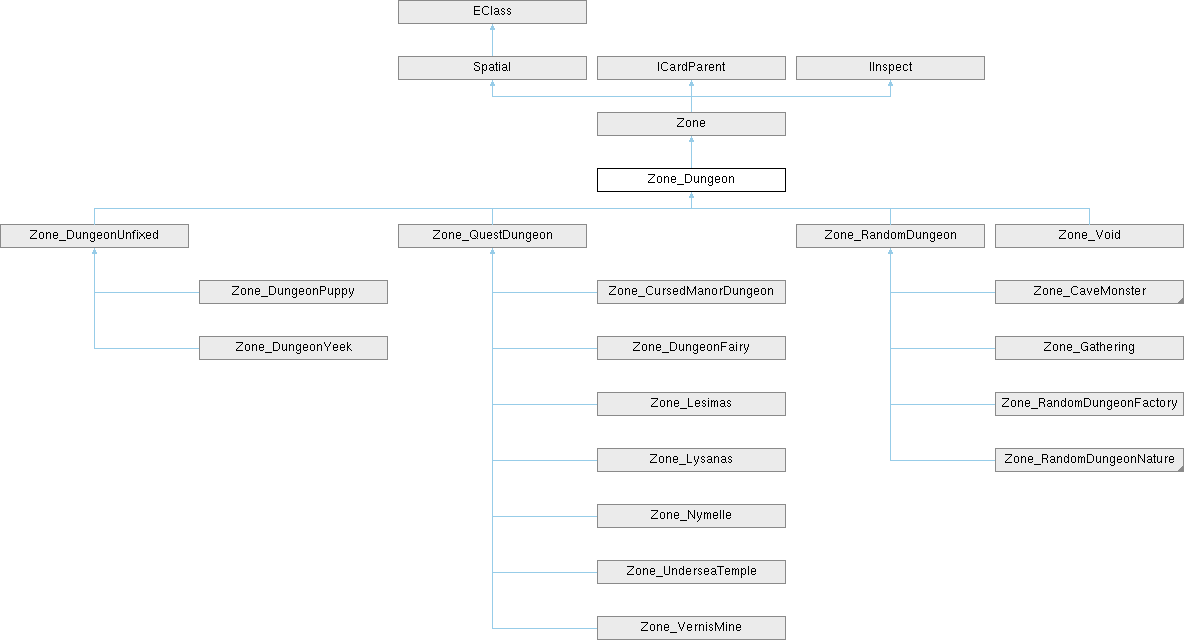 EClass
Spatial
ICardParent
IInspect
Zone
Zone_Dungeon
Zone_DungeonUnfixed
Zone_QuestDungeon
Zone_RandomDungeon
Zone_Void
Zone_DungeonPuppy
Zone_CursedManorDungeon
Zone_CaveMonster
Zone_DungeonYeek
Zone_DungeonFairy
Zone_Gathering
Zone_Lesimas
Zone_RandomDungeonFactory
Zone_Lysanas
Zone_RandomDungeonNature
Zone_Nymelle
Zone_UnderseaTemple
Zone_VernisMine